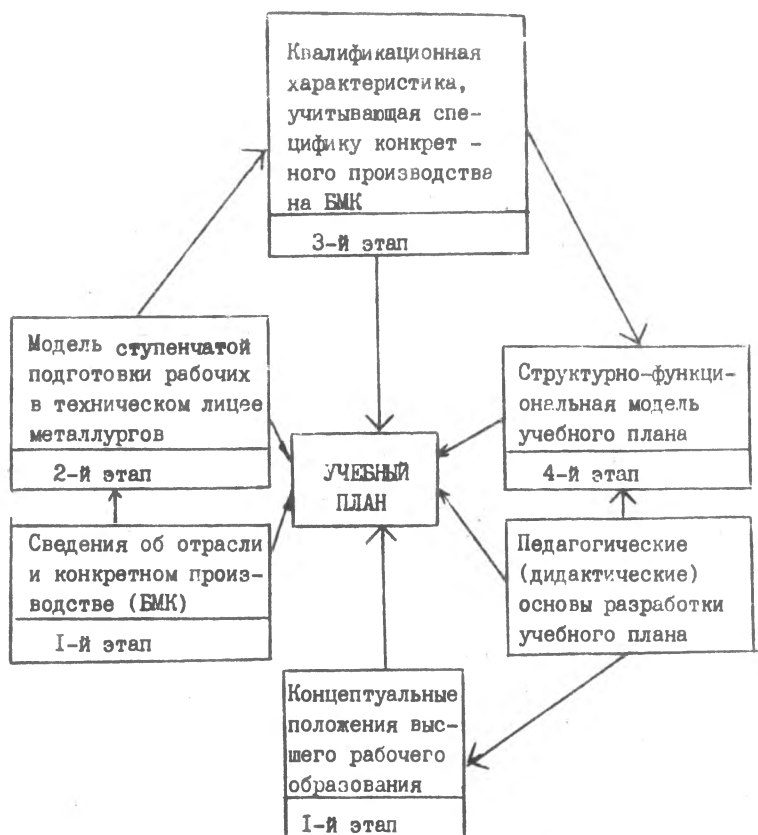 Квалификационная
характеристика,
учитывающая спе-
цифику конкрет -
ного производства
на БМК
3-й этап
Модель ступенчатой
подготовки рабочих
в техническом лицее
металлургов
2-й этап
Структурно-функци-
ональная модель
учебного плана
4-й этап
УЧЕБНЫЙ
ПЛАН
Сведения об отрасли
и конкретном произ-
водстве (БМК)
I-й этап
Педагогические
(дидактические)
основы разработки
учебного плана
Концептуальные
положения выс-
шего рабочего
образования
I-й этап